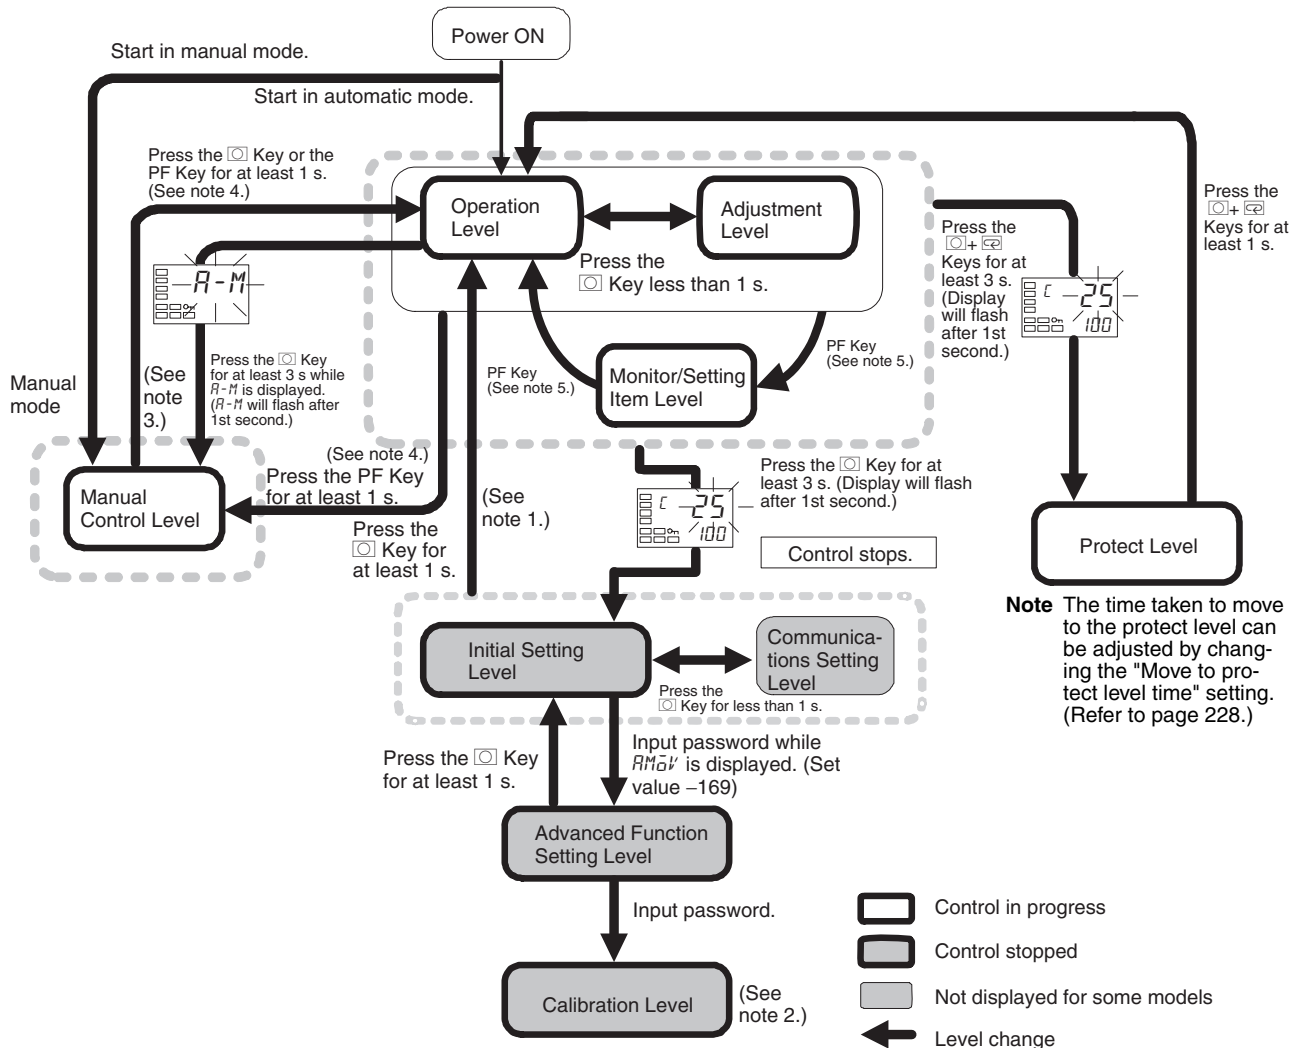 Power ON
Start in manual mode.
Start in automatic mode.
Press the Key or the
PF Key for at least 1 s.
(See note 4.)
Operation
Level
Adjustment
Level
Press the
Key less than 1 s.
Press the
+
Keys for at
least 3 s.
(Display
will flash
after 1st
second.)
Press the
+
Keys for at
least 1 s.
A-M
C 25
100
Manual
mode
(See
note
3.)
Press the Key
for at least 3 s while
A-M is displayed.
(A-M will flash after
1st second.)
PF Key
(See note 5.)
Monitor/Setting
Item Level
PF Key
(See note 5.)
Manual
Control Level
(See note 4.)
Press the PF Key
for at least 1 s.
Press the
Key for
at least 1 s.
(See
note 1.)
C 25
100
Press the Key for at
least 3 s. (Display will flash
after 1st second.)
Control stops.
Protect Level
Note The time taken to move
to the protect level can
be adjusted by chang-
ing the "Move to pro-
tect level time" setting.
(Refer to page 228.)
Initial Setting
Level
Communica-
tions Setting
Level
Press the
Key for less than 1 s.
Press the Key
for at least 1 s.
Input password while
AMoV is displayed. (Set
value –169)
Advanced Function
Setting Level
Input password.
Calibration Level
(See
note 2.)
Control in progress
Control stopped
Not displayed for some models
Level change